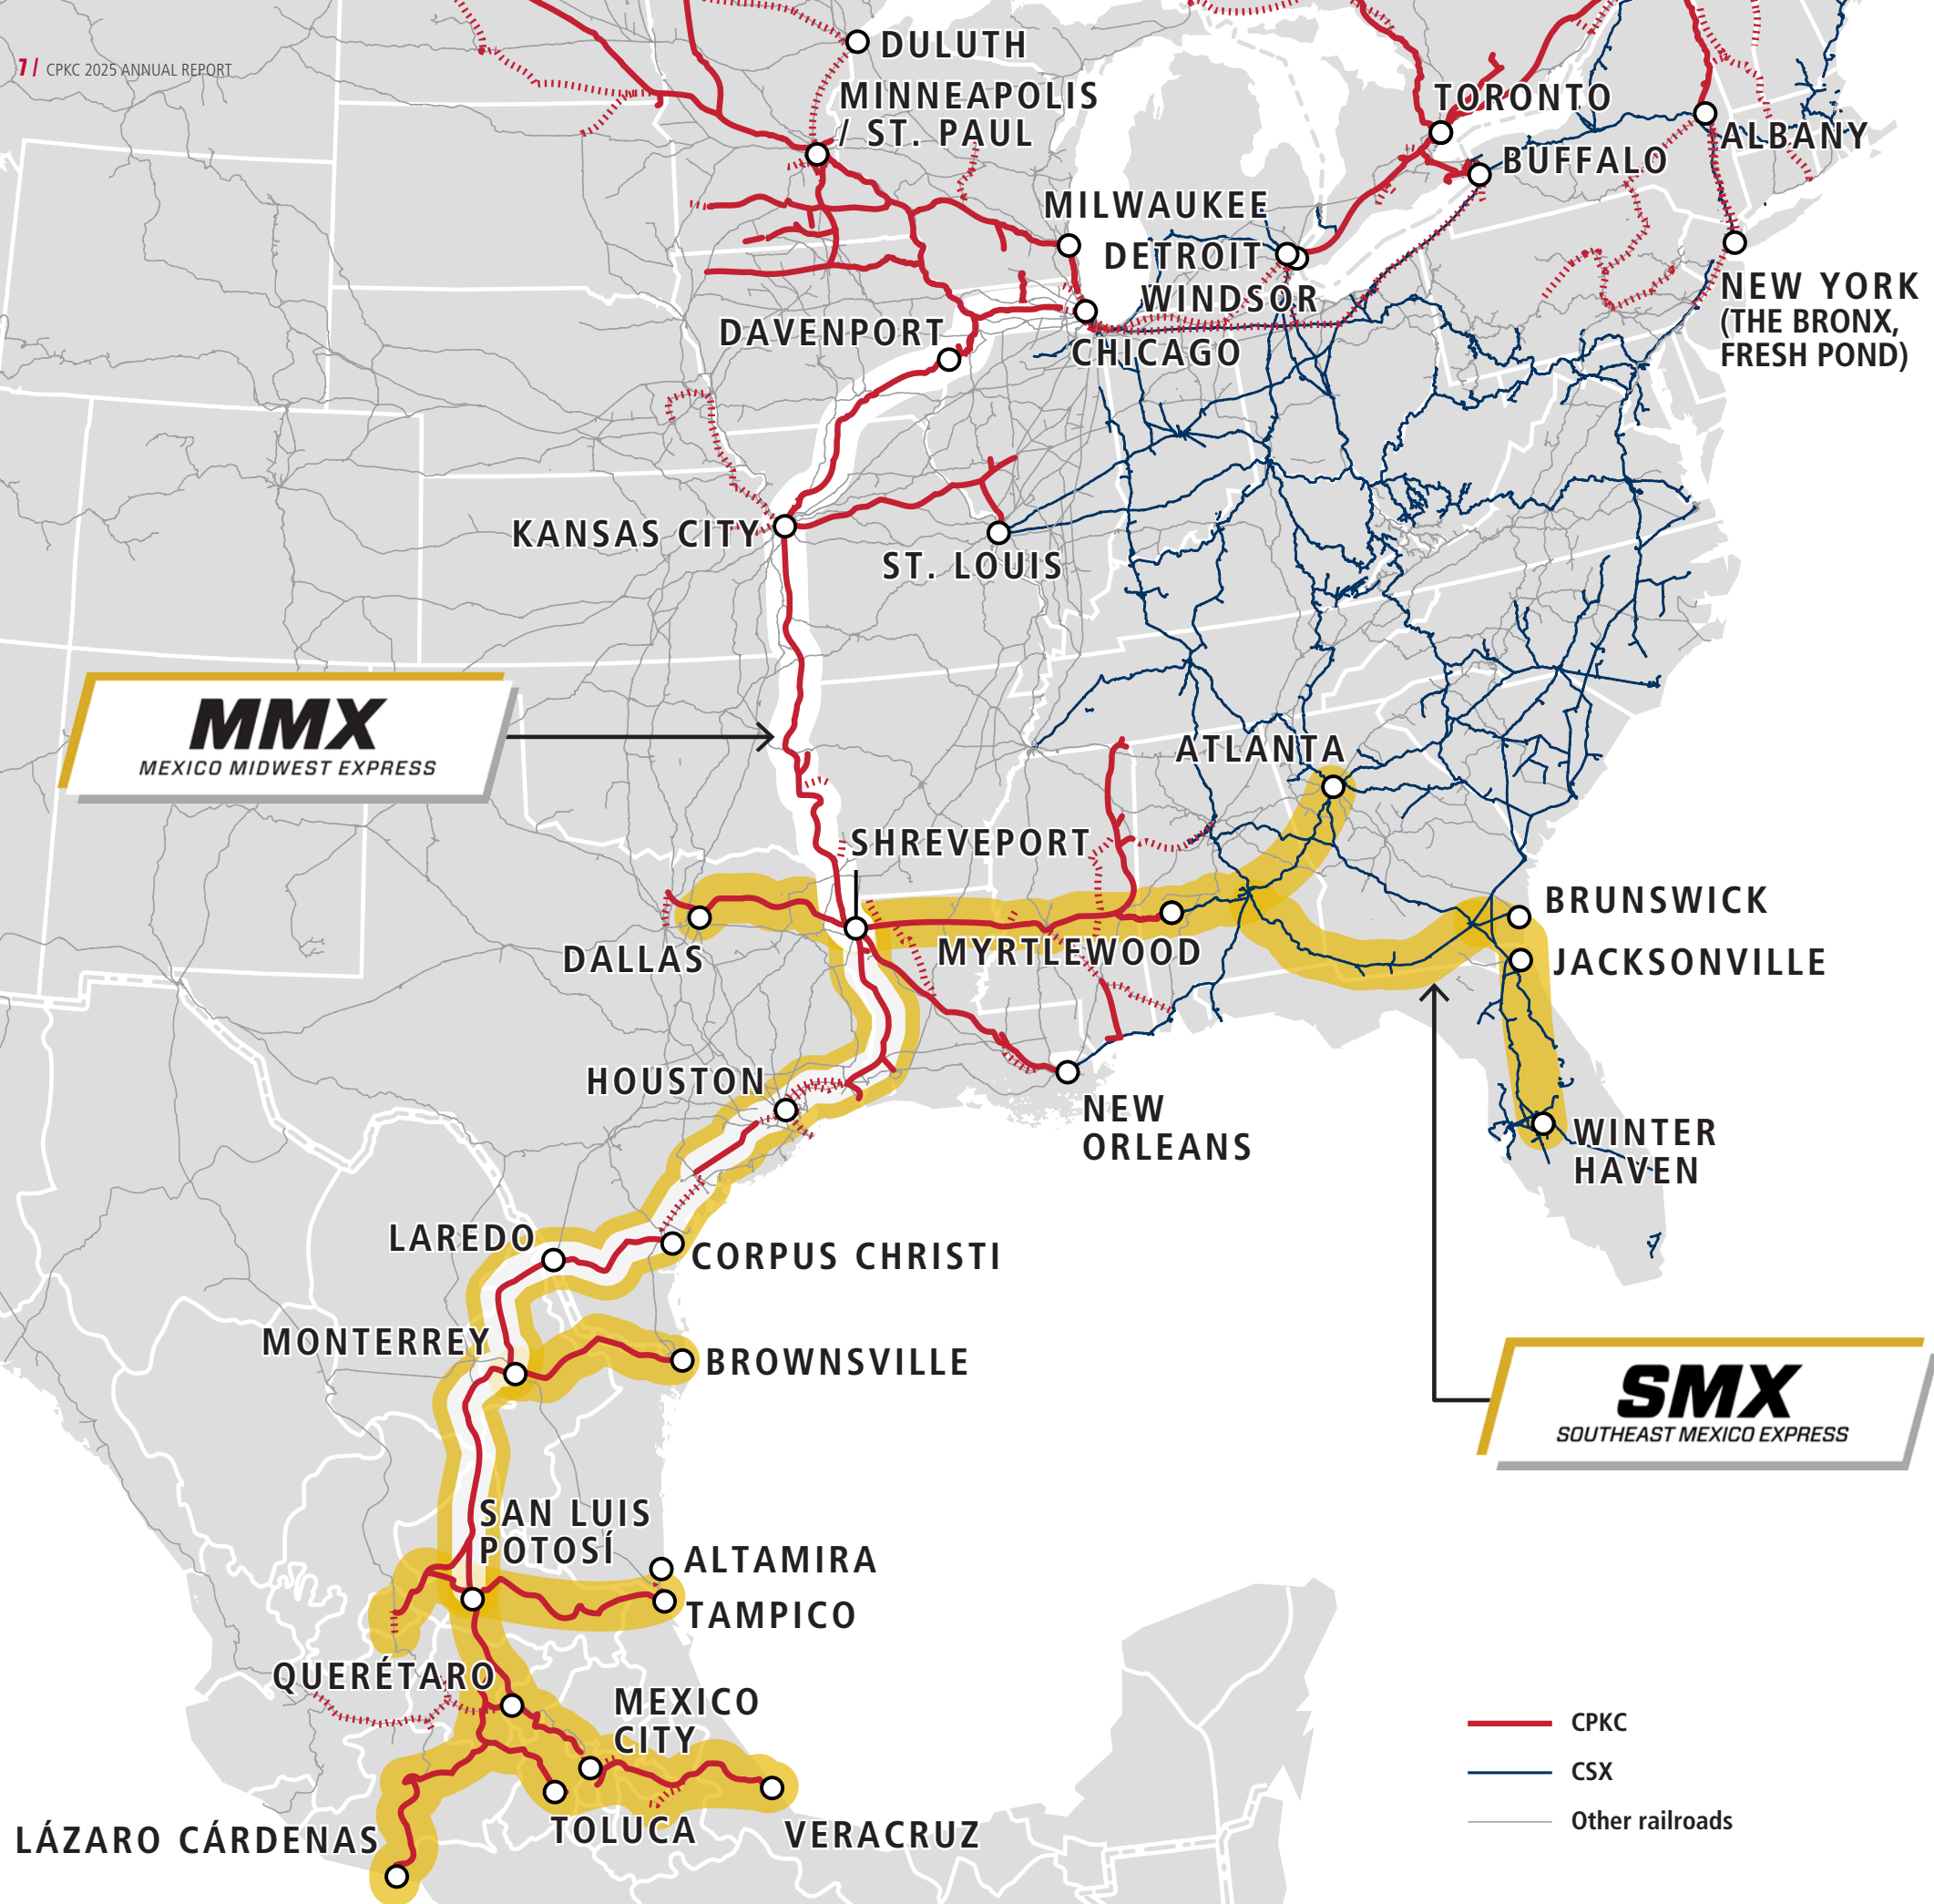 7 / CPKC 2025 ANNUAL REPORT
DULUTH
MINNEAPOLIS
/ ST. PAUL
TORONTO
ALBANY
BUFFALO
MILWAUKEE
DETROIT
WINDSOR
NEW YORK
(THE BRONX,
FRESH POND)
DAVENPORT
CHICAGO
KANSAS CITY
ST. LOUIS
MMX
MEXICO MIDWEST EXPRESS
ATLANTA
SHREVEPORT
BRUNSWICK
DALLAS
MYRTLEWOOD
JACKSONVILLE
HOUSTON
NEW
ORLEANS
WINTER
HAVEN
LAREDO
CORPUS CHRISTI
MONTERREY
BROWNSVILLE
SMX
SOUTHEAST MEXICO EXPRESS
SAN LUIS
POTOSÍ
ALTAMIRA
TAMPICO
QUERÉTARO
MEXICO
CITY
TOLUCA
VERACRUZ
LÁZARO CÁRDENAS
CPKC
CSX
Other railroads